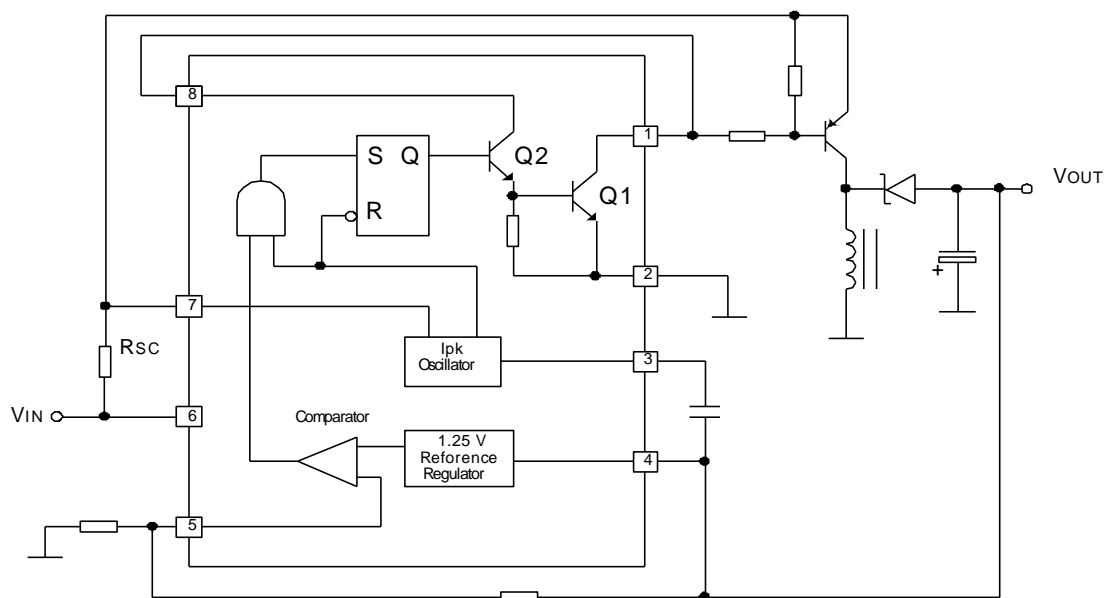 8
1
S Q
Q2
Q1
R
VOUT
2
+
7
RSC
Ipk
Oscillator
3
VIN
6
Comparator
1.25 V
Reforence
Regulator
4
5